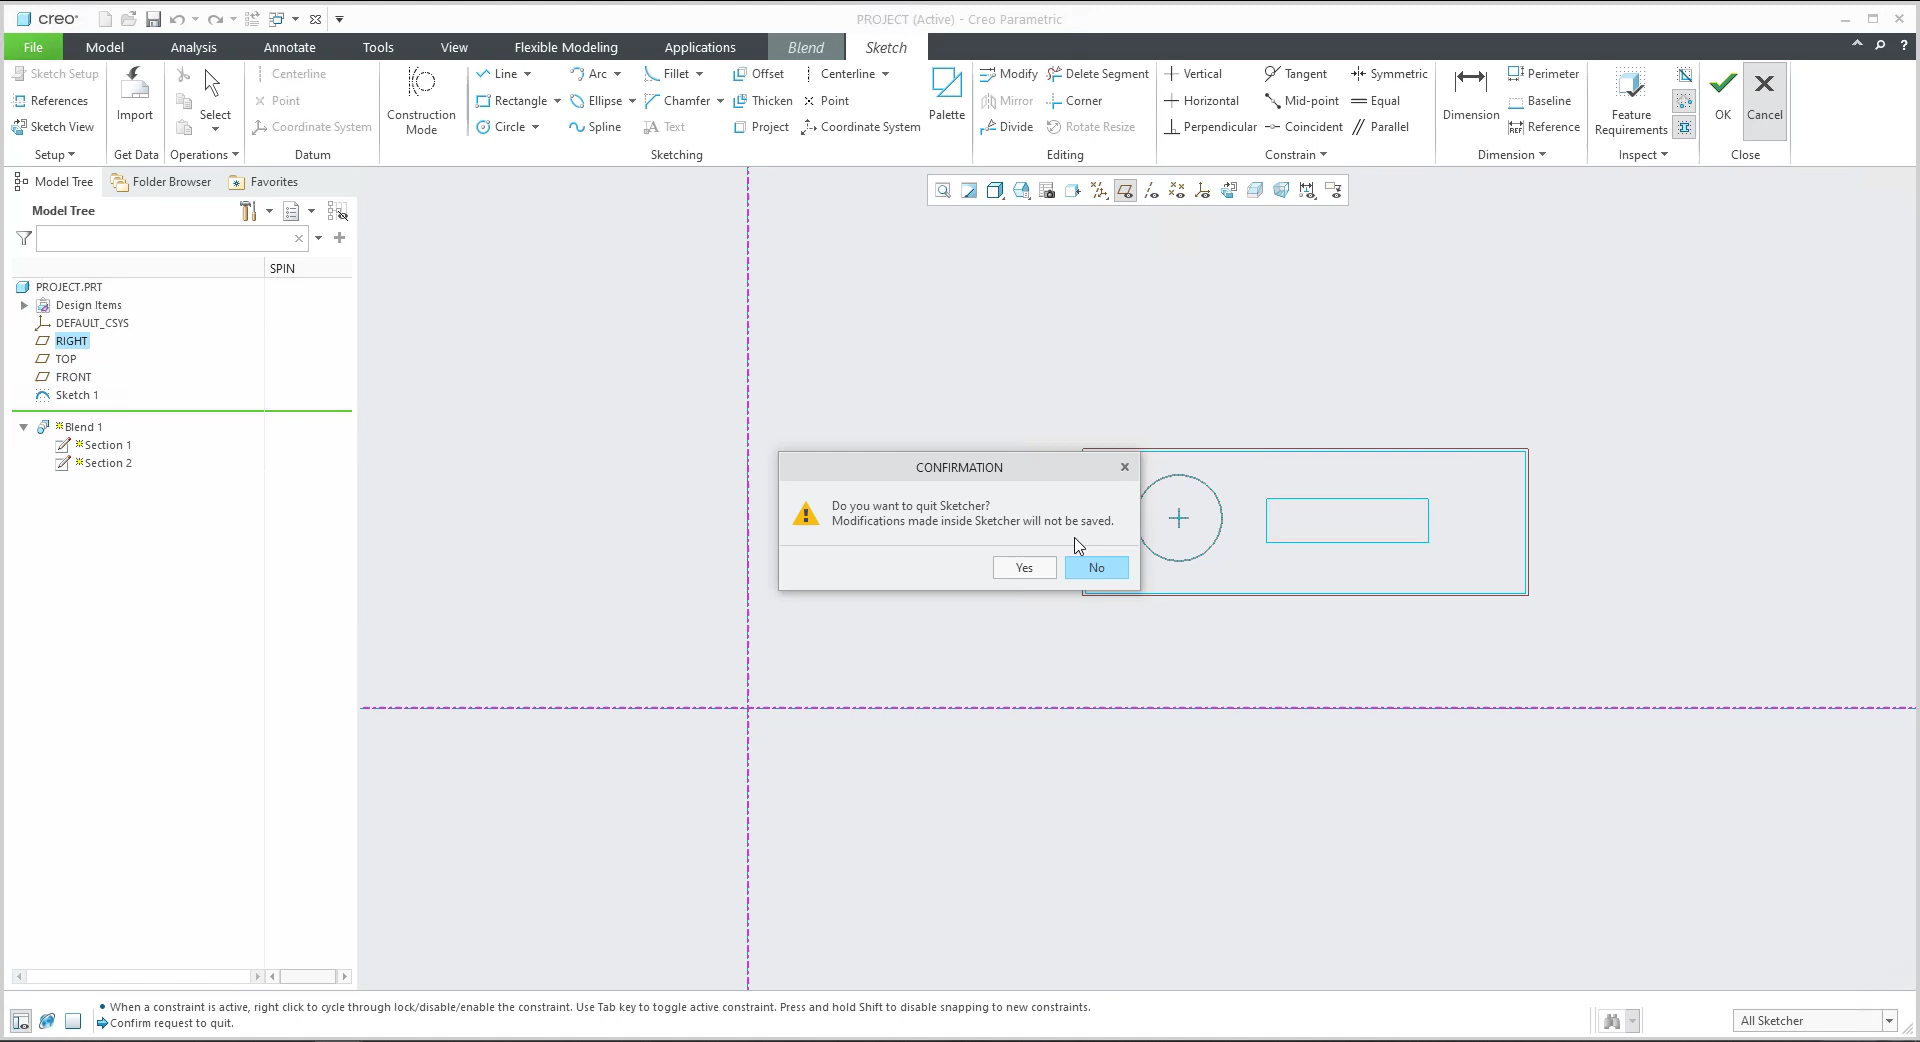 creo
PROJECT (Active) - Creo Parametric
File
Model
Analysis
Annotate
Tools
View
Flexible Modeling
Applications
Blend
Sketch
Sketch Setup
References
Sketch View
Setup
Import
Get Data
Select
Operations
Centerline
Point
Coordinate System
Datum
Construction
Mode
Line
Rectangle
Circle
Arc
Ellipse
Spline
Fillet
Chamfer
Text
Offset
Thicken
Project
Centerline
Point
Coordinate System
Palette
Sketching
Modify
Mirror
Divide
Delete Segment
Corner
Rotate Resize
Editing
Vertical
Horizontal
Perpendicular
Tangent
Mid-point
Coincident
Symmetric
Equal
Parallel
Constrain
Dimension
Perimeter
Baseline
Reference
Dimension
Feature
Requirements
Inspect
OK
Cancel
Close
Model Tree
Folder Browser
Favorites
Model Tree
SPIN
PROJECT.PRT
Design Items
DEFAULT_CSYS
RIGHT
TOP
FRONT
Sketch 1
Blend 1
Section 1
Section 2
CONFIRMATION
Do you want to quit Sketcher?
Modifications made inside Sketcher will not be saved.
Yes
No
When a constraint is active, right click to cycle through lock/disable/enable the constraint. Use Tab key to toggle active constraint. Press and hold Shift to disable snapping to new constraints.
Confirm request to quit.
All Sketcher